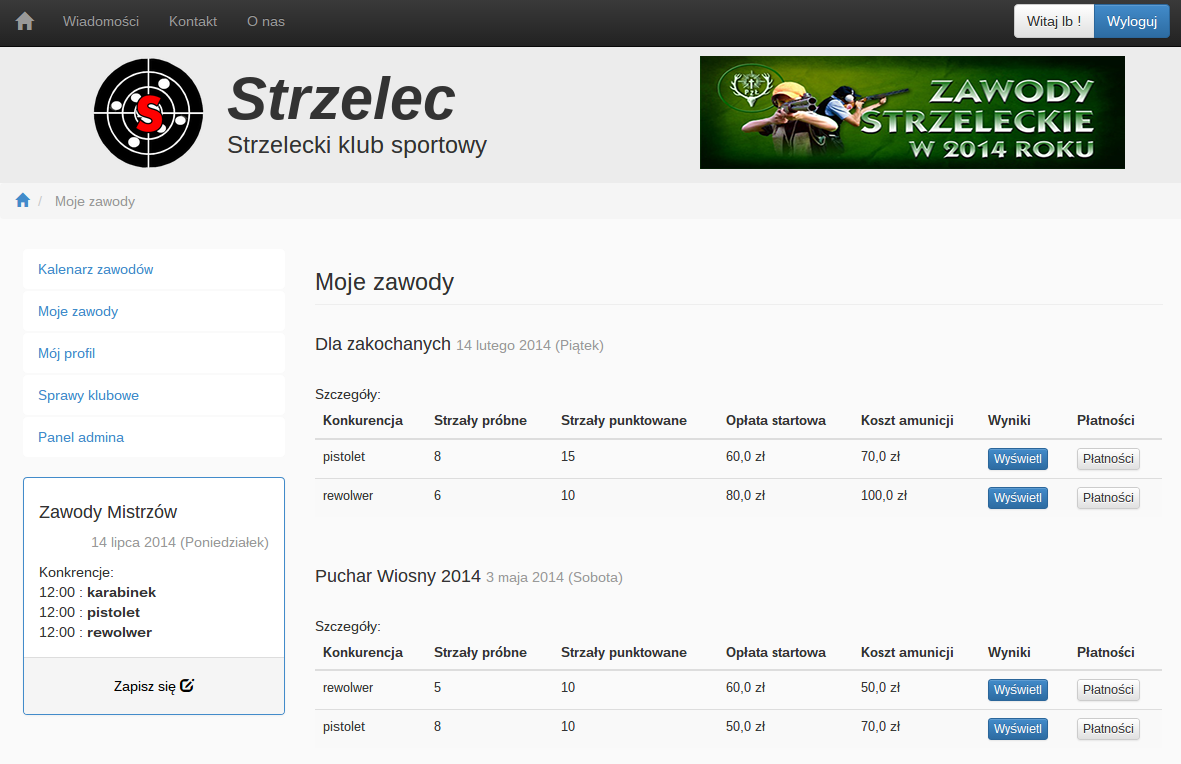 Wiadomości Kontakt O nas Witaj lb ! Wyloguj
S
Strzelec
Strzelecki klub sportowy
PZŁ
ZAWODY
STRZELECKIE
W 2014 ROKU
/ Moje zawody
Kalenarz zawodów
Moje zawody
Mój profil
Sprawy klubowe
Panel admina
Zawody Mistrzów
14 lipca 2014 (Poniedziałek)
Konkrencje:
12:00 : karabinek
12:00 : pistolet
12:00 : rewolwer
Zapisz się
Moje zawody
Dla zakochanych 14 lutego 2014 (Piątek)
Szczegóły:
Konkurencja Strzały próbne Strzały punktowane Opłata startowa Koszt amunicji Wyniki Płatności
pistolet 8 15 60,0 zł 70,0 zł Wyświetl Płatności
rewolwer 6 10 80,0 zł 100,0 zł Wyświetl Płatności
Puchar Wiosny 2014 3 maja 2014 (Sobota)
Szczegóły:
Konkurencja Strzały próbne Strzały punktowane Opłata startowa Koszt amunicji Wyniki Płatności
rewolwer 5 10 60,0 zł 50,0 zł Wyświetl Płatności
pistolet 8 10 50,0 zł 70,0 zł Wyświetl Płatności